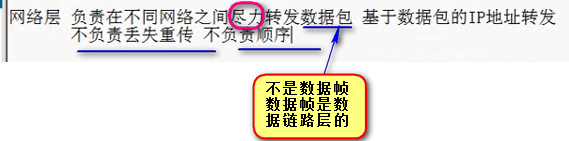 网络层 负责在不同网络之间尽力转发数据包 基于数据包的IP地址转发
不负责丢失重传 不负责顺序
不是数据帧
数据帧是数
据链路层的